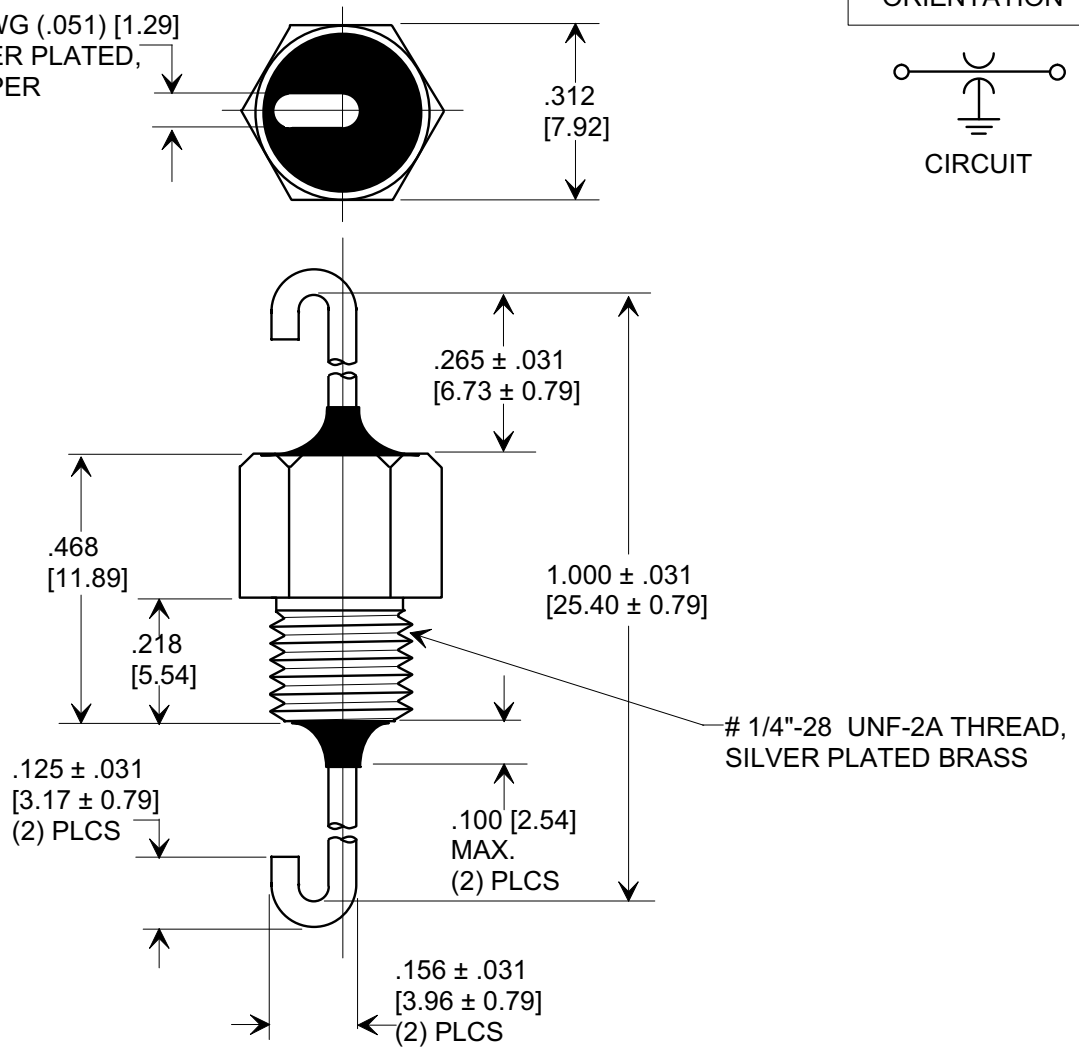 (.051) [1.29]
PLATED,
ORIENTATION
.312
[7.92]
CIRCUIT
.265 ± .031
[6.73 ± 0.79]
.468
[11.89]
1.000 ± .031
[25.40 ± 0.79]
.218
[5.54]
# 1/4"-28 UNF-2A THREAD,
SILVER PLATED BRASS
.125 ± .031
[3.17 ± 0.79]
(2) PLCS
.100 [2.54]
MAX.
(2) PLCS
.156 ± .031
[3.96 ± 0.79]
(2) PLCS